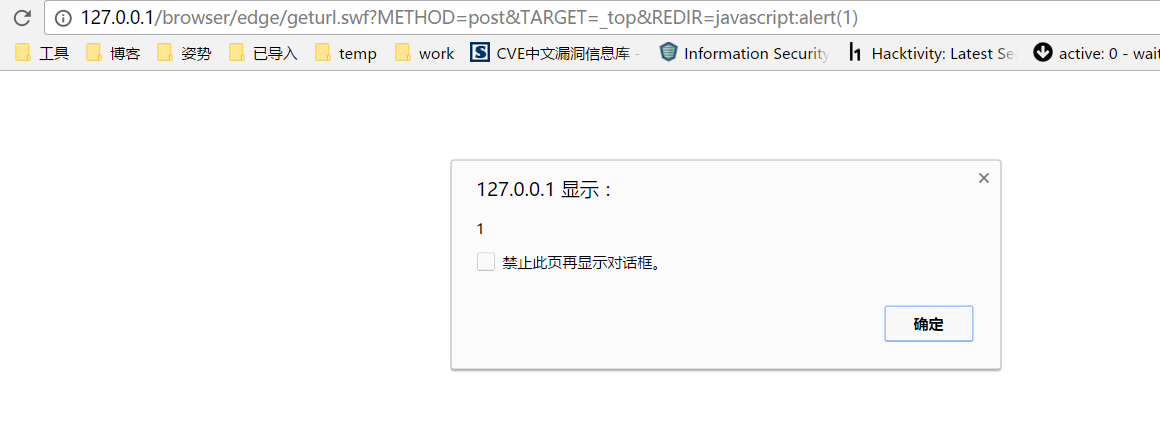 127.0.0.1/browser/edge/geturl.swf?METHOD=post&TARGET=_top&REDIR=javascript:alert(1)
工具 博客 姿势 已导入 temp work CVE中文漏洞信息库 - Information Security Hacktivity: Latest Se active: 0 - wait
127.0.0.1 显示：
1
禁止此页再显示对话框。
确定